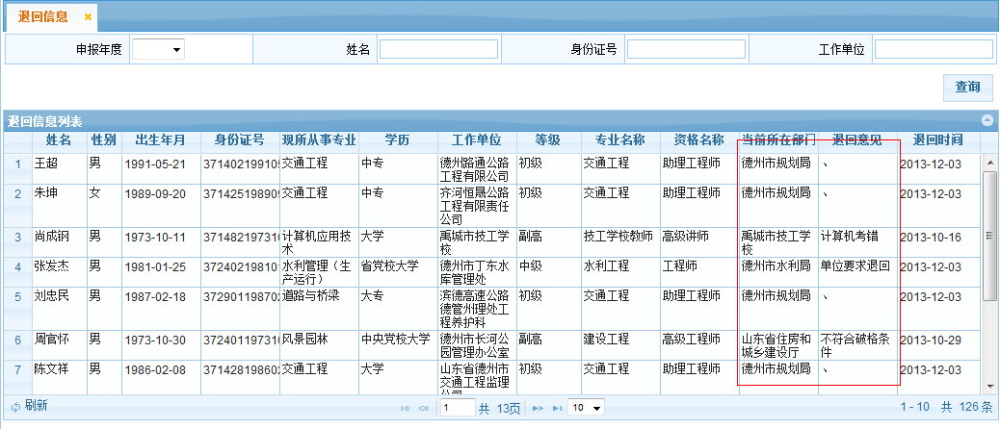 退回信息
申报年度 姓名 身份证号 工作单位
查询
退回信息列表
姓名 性别 出生年月 身份证号 现所从事专业 学历 工作单位 等级 专业名称 资格名称 当前所在部门 退回意见 退回时间
1 王超 男 1991-05-21 37140219910 交通工程 中专 德州路通公路工程有限公司 初级 交通工程 助理工程师 德州市规划局 、 2013-12-03
2 朱坤 女 1989-09-20 37142519890 交通工程 中专 齐河恒晟公路工程有限责任公司 初级 交通工程 助理工程师 德州市规划局 、 2013-12-03
3 尚成钢 男 1973-10-11 37148219731 计算机应用技术 大学 禹城市技工学校 副高 技工学校教师 高级讲师 禹城市技工学校 计算机考错 2013-10-16
4 张发杰 男 1981-01-25 37240219810 水利管理（生产运行） 省党校大学 德州市丁东水库管理处 中级 水利工程 工程师 德州市水利局 单位要求退回 2013-12-03
5 刘忠民 男 1987-02-18 37290119870 道路与桥梁 大专 滨德高速公路德管州理处工程养护科 初级 交通工程 助理工程师 德州市规划局 、 2013-12-03
6 周官怀 男 1973-10-30 37240119731 风景园林 中央党校大学 德州市长河公园管理办公室 副高 建设工程 高级工程师 山东省住房和城乡建设厅 不符合破格条件 2013-10-29
7 陈文祥 男 1986-02-08 37142819860 交通工程 大学 山东省德州市交通工程监理公司 初级 交通工程 助理工程师 德州市规划局 、 2013-12-03
刷新 1 共 13页 10 1 - 10 共 126 条